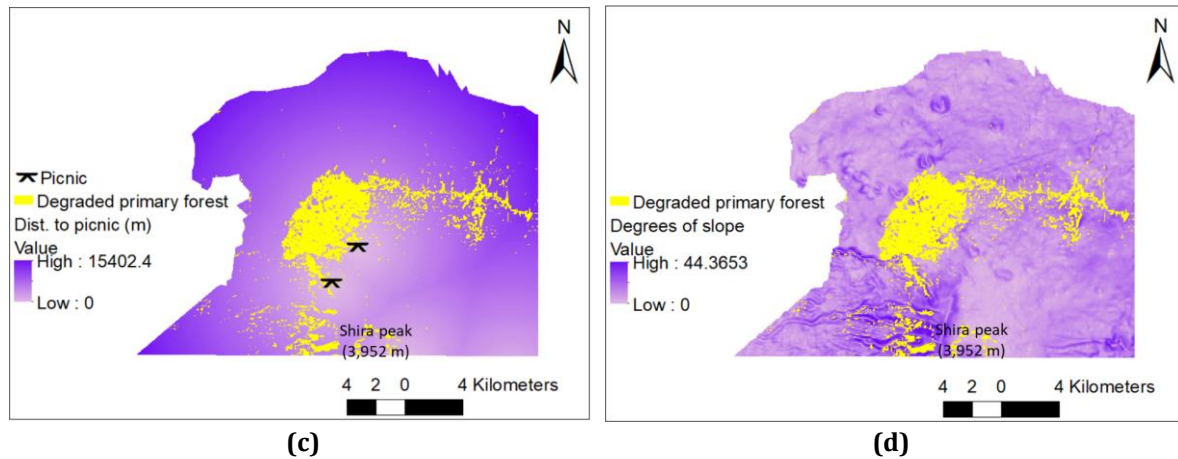 N
Picnic
Degraded primary forest
Dist. to picnic (m)
Value
High : 15402.4
Low : 0
Shira peak
(3,952 m)
4 2 0 4 Kilometers
(c)
N
Degraded primary forest
Degrees of slope
Value
High : 44.3653
Low : 0
Shira peak
(3,952 m)
4 2 0 4 Kilometers
(d)